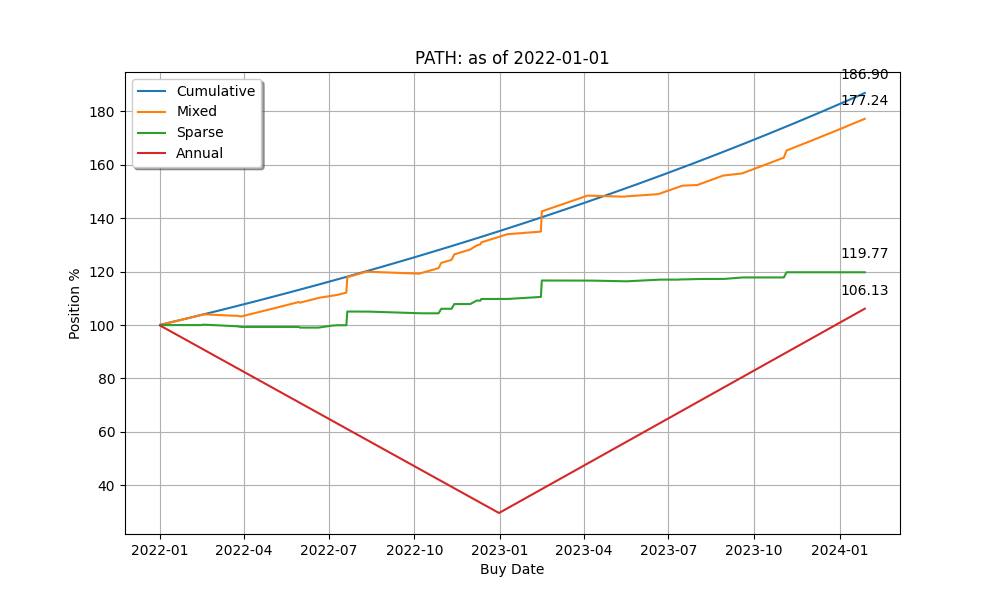 PATH: as of 2022-01-01
Cumulative
Mixed
Sparse
Annual
186.90
177.24
119.77
106.13
Position %
180
160
140
120
100
80
60
40
2022-01 2022-04 2022-07 2022-10 2023-01 2023-04 2023-07 2023-10 2024-01
Buy Date